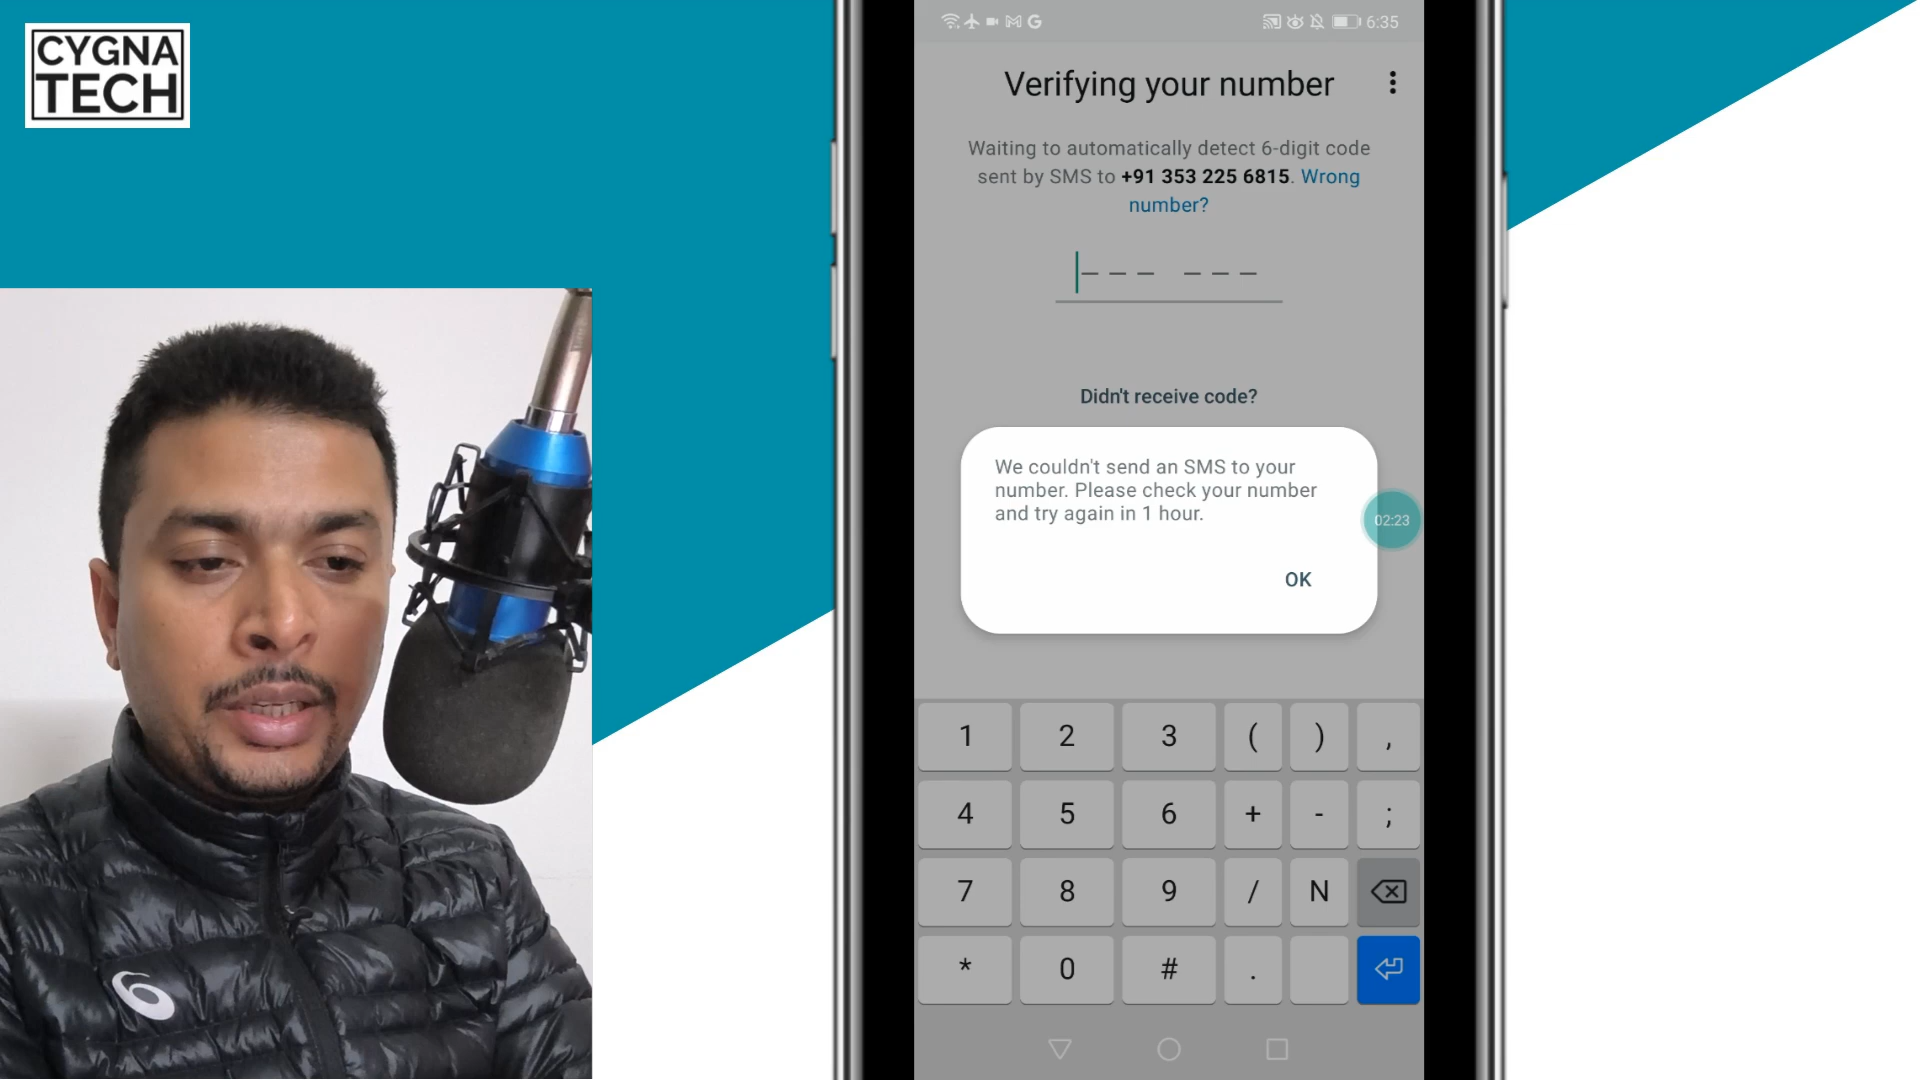 CYGNA
TECH
6:35
Verifying your number
Waiting to automatically detect 6-digit code
sent by SMS to +91 353 225 6815. Wrong
number?
Didn't receive code?
We couldn't send an SMS to your
number. Please check your number
and try again in 1 hour.
02:23
OK
1 2 3 ( ) ,
4 5 6 + - ;
7 8 9 / N
* 0 # .